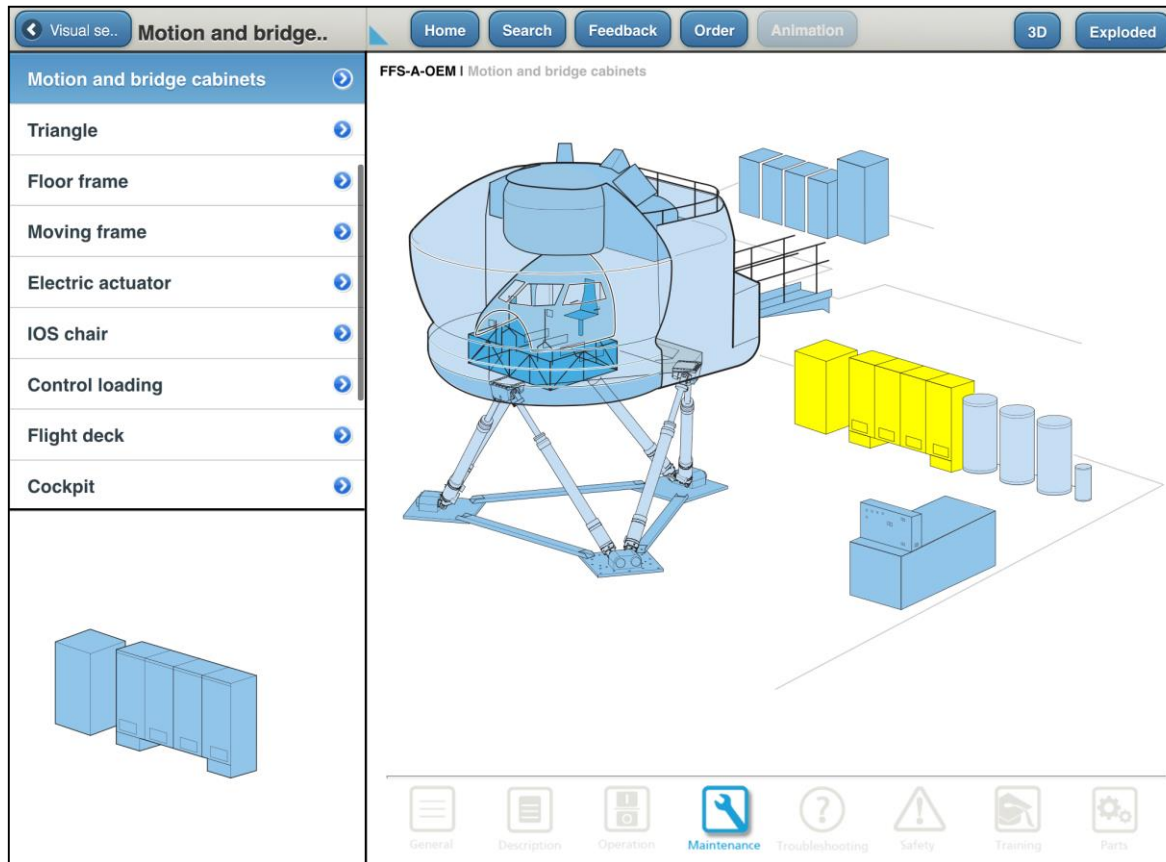 Visual se..
Motion and bridge..
Home
Search
Feedback
Order
Animation
3D
Exploded
Motion and bridge cabinets
Triangle
Floor frame
Moving frame
Electric actuator
IOS chair
Control loading
Flight deck
Cockpit
FFS-A-OEM | Motion and bridge cabinets
General
Description
Operation
Maintenance
Troubleshooting
Safety
Training
Parts